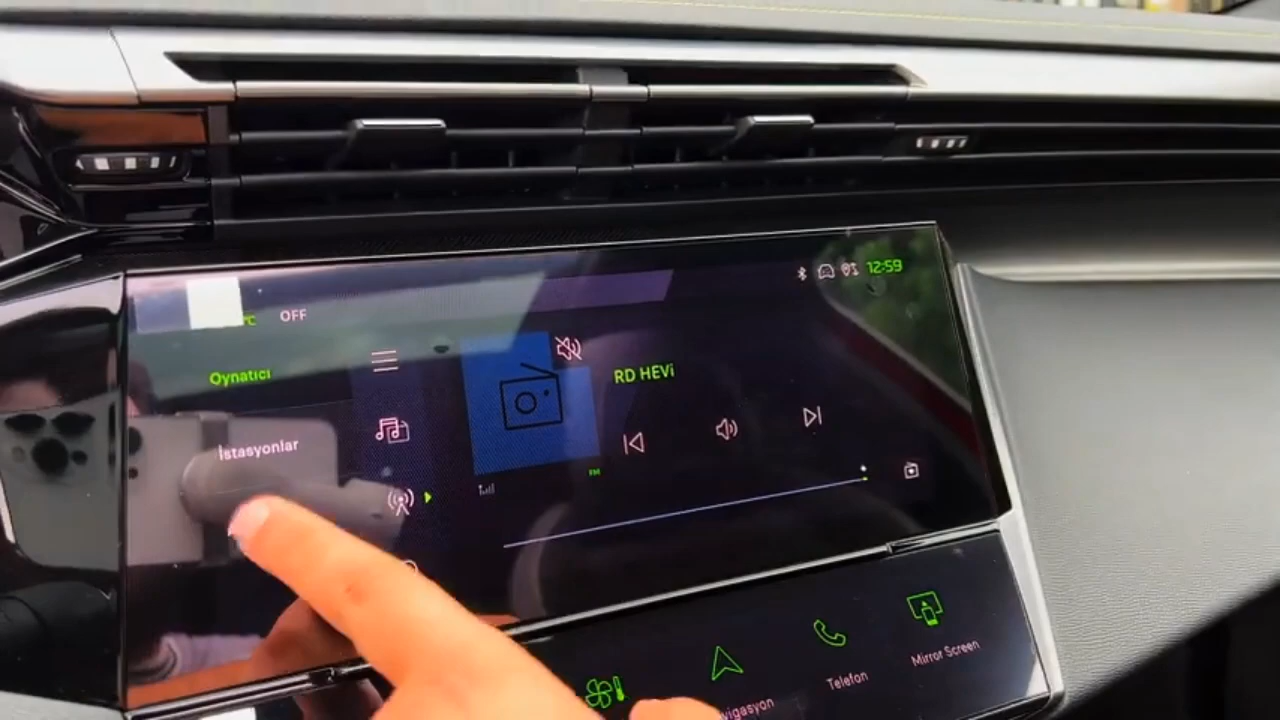 OFF
12:59
Oynatıcı
RD HEVi
İstasyonlar
FM
Telefon
Mirror Screen